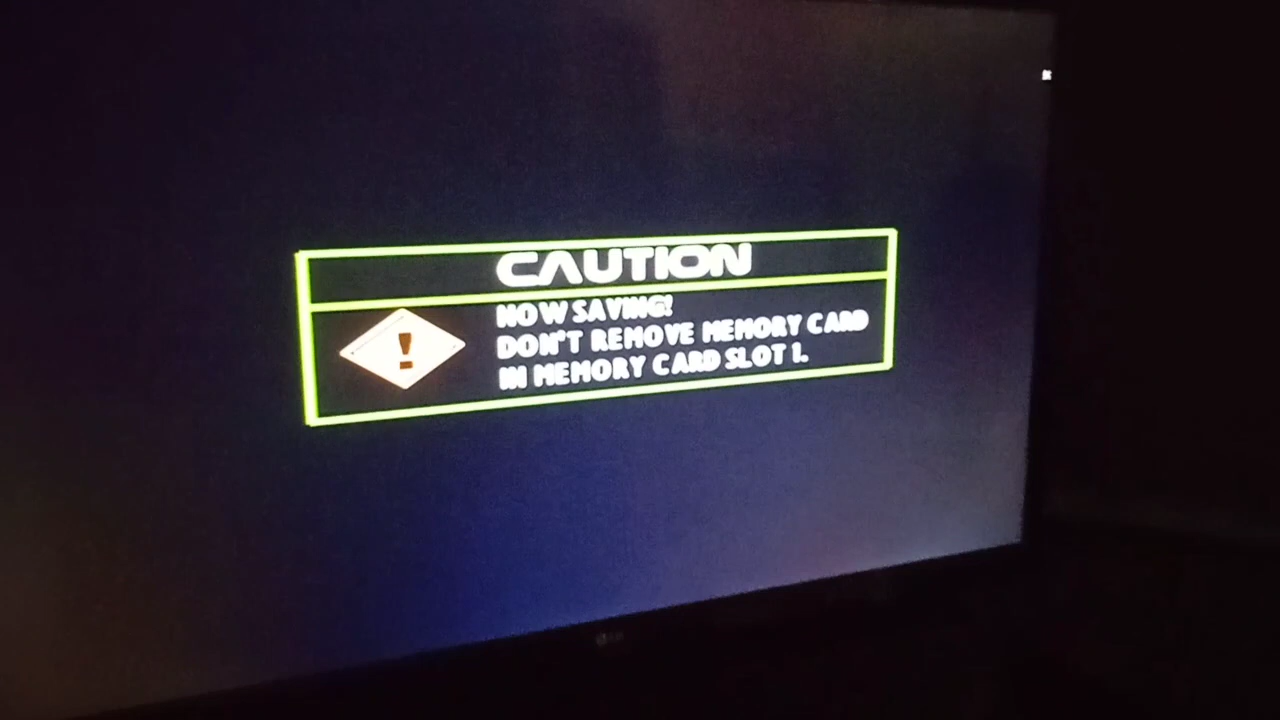 CAUTION
NOW SAVING!
DON'T REMOVE MEMORY CARD
IN MEMORY CARD SLOT 1.